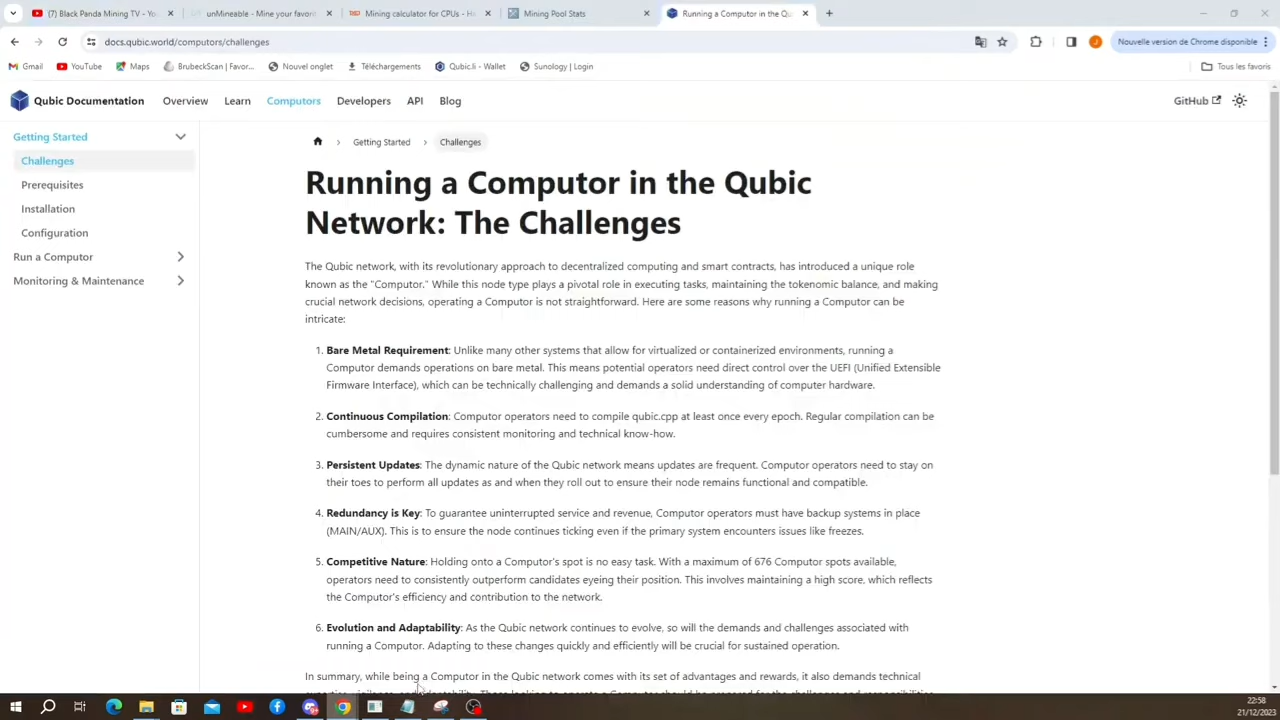 Black Panda Mining TV - Yo
unMineable - Mine your favorit
Mining calculator for CPUs - Ha
Mining Pool Stats
Running a Computor in the Qu
docs.qubic.world/computors/challenges
Nouvelle version de Chrome disponible
Gmail
YouTube
Maps
BrubeckScan | Favor...
Nouvel onglet
Téléchargements
Qubic.li - Wallet
Sunology | Login
Tous les favoris
Qubic Documentation
Overview
Learn
Computors
Developers
API
Blog
GitHub
Getting Started
Challenges
Prerequisites
Installation
Configuration
Run a Computor
Monitoring & Maintenance
Getting Started
Challenges
Running a Computor in the Qubic
Network: The Challenges
The Qubic network, with its revolutionary approach to decentralized computing and smart contracts, has introduced a unique role
known as the "Computor." While this node type plays a pivotal role in executing tasks, maintaining the tokenomic balance, and making
crucial network decisions, operating a Computor is not straightforward. Here are some reasons why running a Computor can be
intricate:
1. Bare Metal Requirement: Unlike many other systems that allow for virtualized or containerized environments, running a
Computor demands operations on bare metal. This means potential operators need direct control over the UEFI (Unified Extensible
Firmware Interface), which can be technically challenging and demands a solid understanding of computer hardware.
2. Continuous Compilation: Computor operators need to compile qubic.cpp at least once every epoch. Regular compilation can be
cumbersome and requires consistent monitoring and technical know-how.
3. Persistent Updates: The dynamic nature of the Qubic network means updates are frequent. Computor operators need to stay on
their toes to perform all updates as and when they roll out to ensure their node remains functional and compatible.
4. Redundancy is Key: To guarantee uninterrupted service and revenue, Computor operators must have backup systems in place
(MAIN/AUX). This is to ensure the node continues ticking even if the primary system encounters issues like freezes.
5. Competitive Nature: Holding onto a Computor's spot is no easy task. With a maximum of 676 Computor spots available,
operators need to consistently outperform candidates eyeing their position. This involves maintaining a high score, which reflects
the Computor's efficiency and contribution to the network.
6. Evolution and Adaptability: As the Qubic network continues to evolve, so will the demands and challenges associated with
running a Computor. Adapting to these changes quickly and efficiently will be crucial for sustained operation.
In summary, while being a Computor in the Qubic network comes with its set of advantages and rewards, it also demands technical
22:58
21/12/2023